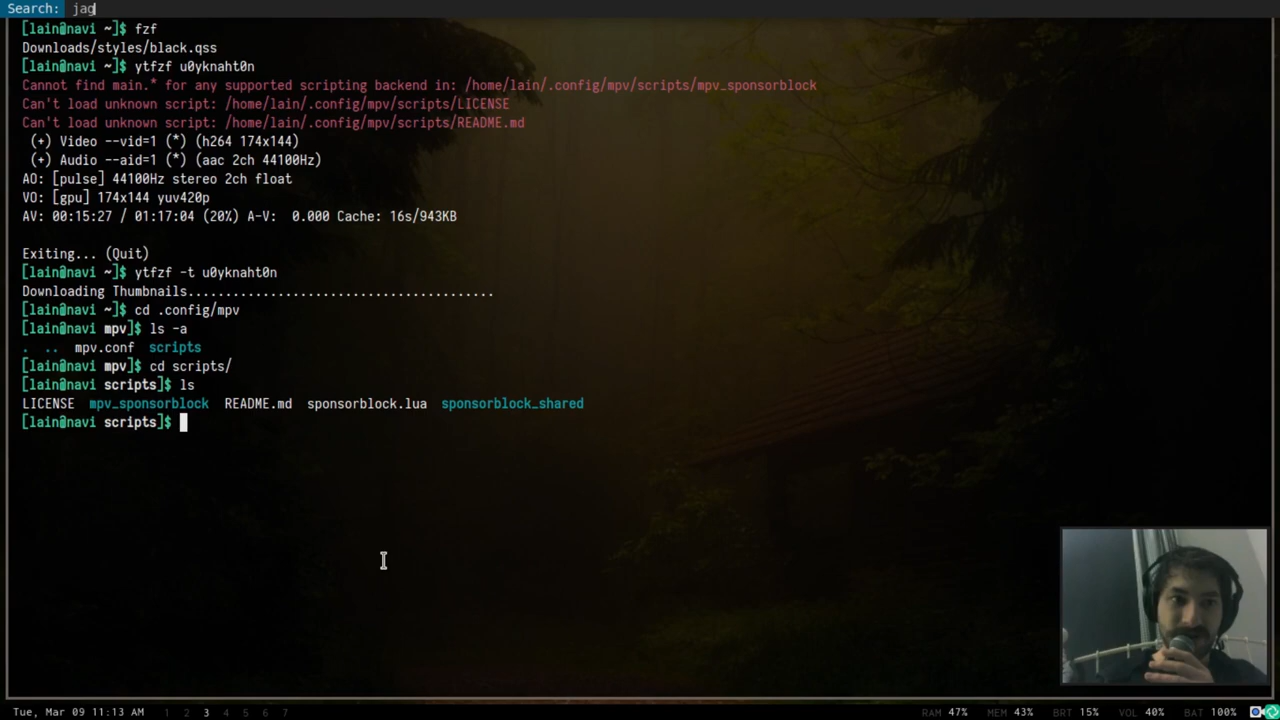 Search: jag
[lain@navi ~]$ fzf
Downloads/styles/black.qss
[lain@navi ~]$ ytfzf u0yknaht0n
Cannot find main.* for any supported scripting backend in: /home/lain/.config/mpv/scripts/mpv_sponsorblock
Can't load unknown script: /home/lain/.config/mpv/scripts/LICENSE
Can't load unknown script: /home/lain/.config/mpv/scripts/README.md
(+) Video --vid=1 (*) (h264 174x144)
(+) Audio --aid=1 (*) (aac 2ch 44100Hz)
AO: [pulse] 44100Hz stereo 2ch float
VO: [gpu] 174x144 yuv420p
AV: 00:15:27 / 01:17:04 (20%) A-V:  0.000 Cache: 16s/943KB
Exiting... (Quit)
[lain@navi ~]$ ytfzf -t u0yknaht0n
Downloading Thumbnails.........................................
[lain@navi ~]$ cd .config/mpv
[lain@navi mpv]$ ls -a
.  ..  mpv.conf  scripts
[lain@navi mpv]$ cd scripts/
[lain@navi scripts]$ ls
LICENSE  mpv_sponsorblock  README.md  sponsorblock.lua  sponsorblock_shared
[lain@navi scripts]$
Tue, Mar 09 11:13 AM 1 2 3 4 5 6 7 RAM 47% MEM 43% BRT 15% VOL 40% BAT 100%